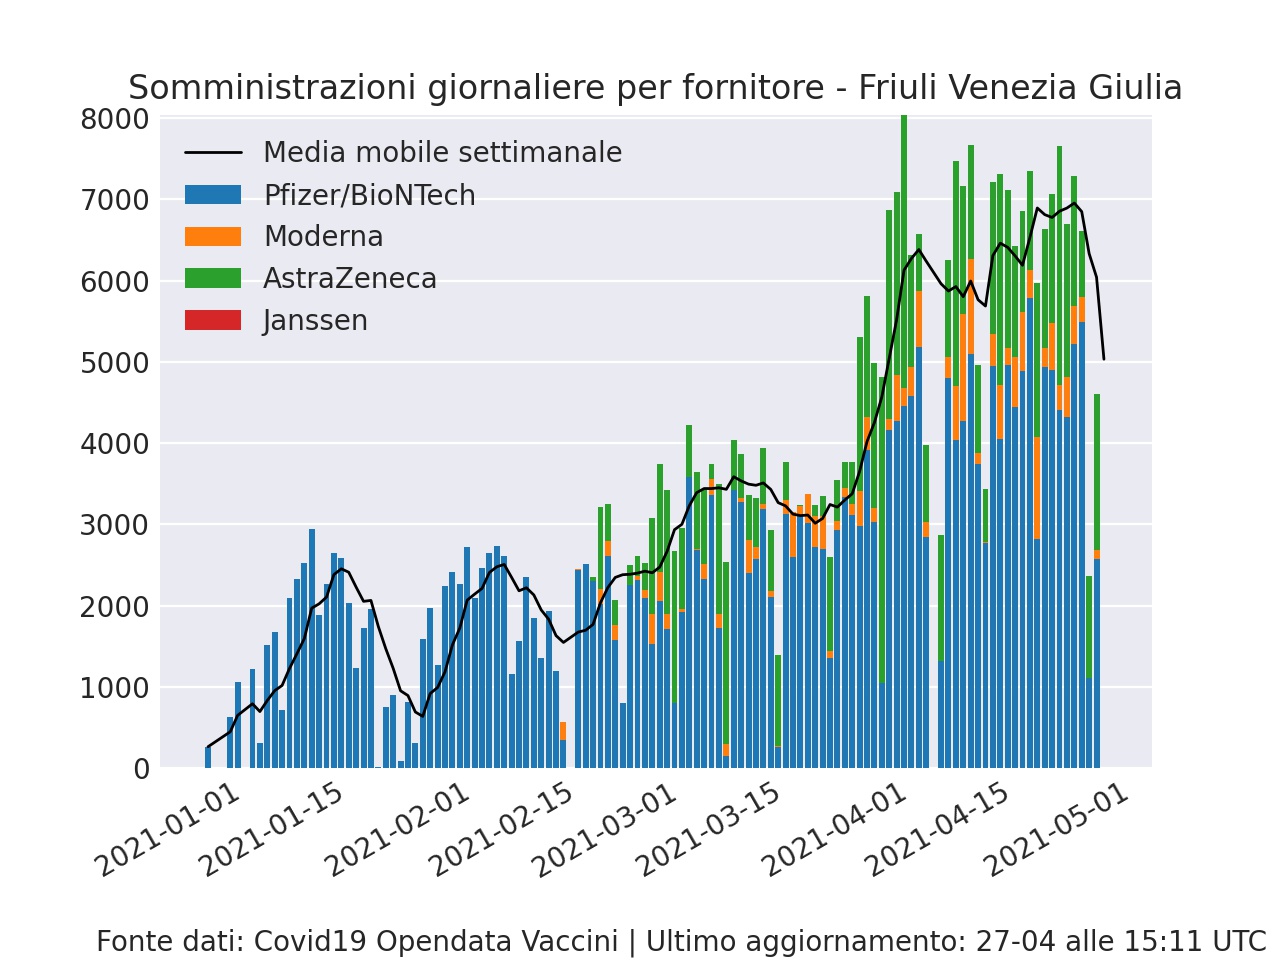 Somministrazioni giornaliere per fornitore - Friuli Venezia Giulia
8000
7000
6000
5000
4000
3000
2000
1000
0
Media mobile settimanale
Pfizer/BioNTech
Moderna
AstraZeneca
Janssen
2021-01-01
2021-01-15
2021-02-01
2021-02-15
2021-03-01
2021-03-15
2021-04-01
2021-04-15
2021-05-01
Fonte dati: Covid19 Opendata Vaccini | Ultimo aggiornamento: 27-04 alle 15:11 UTC